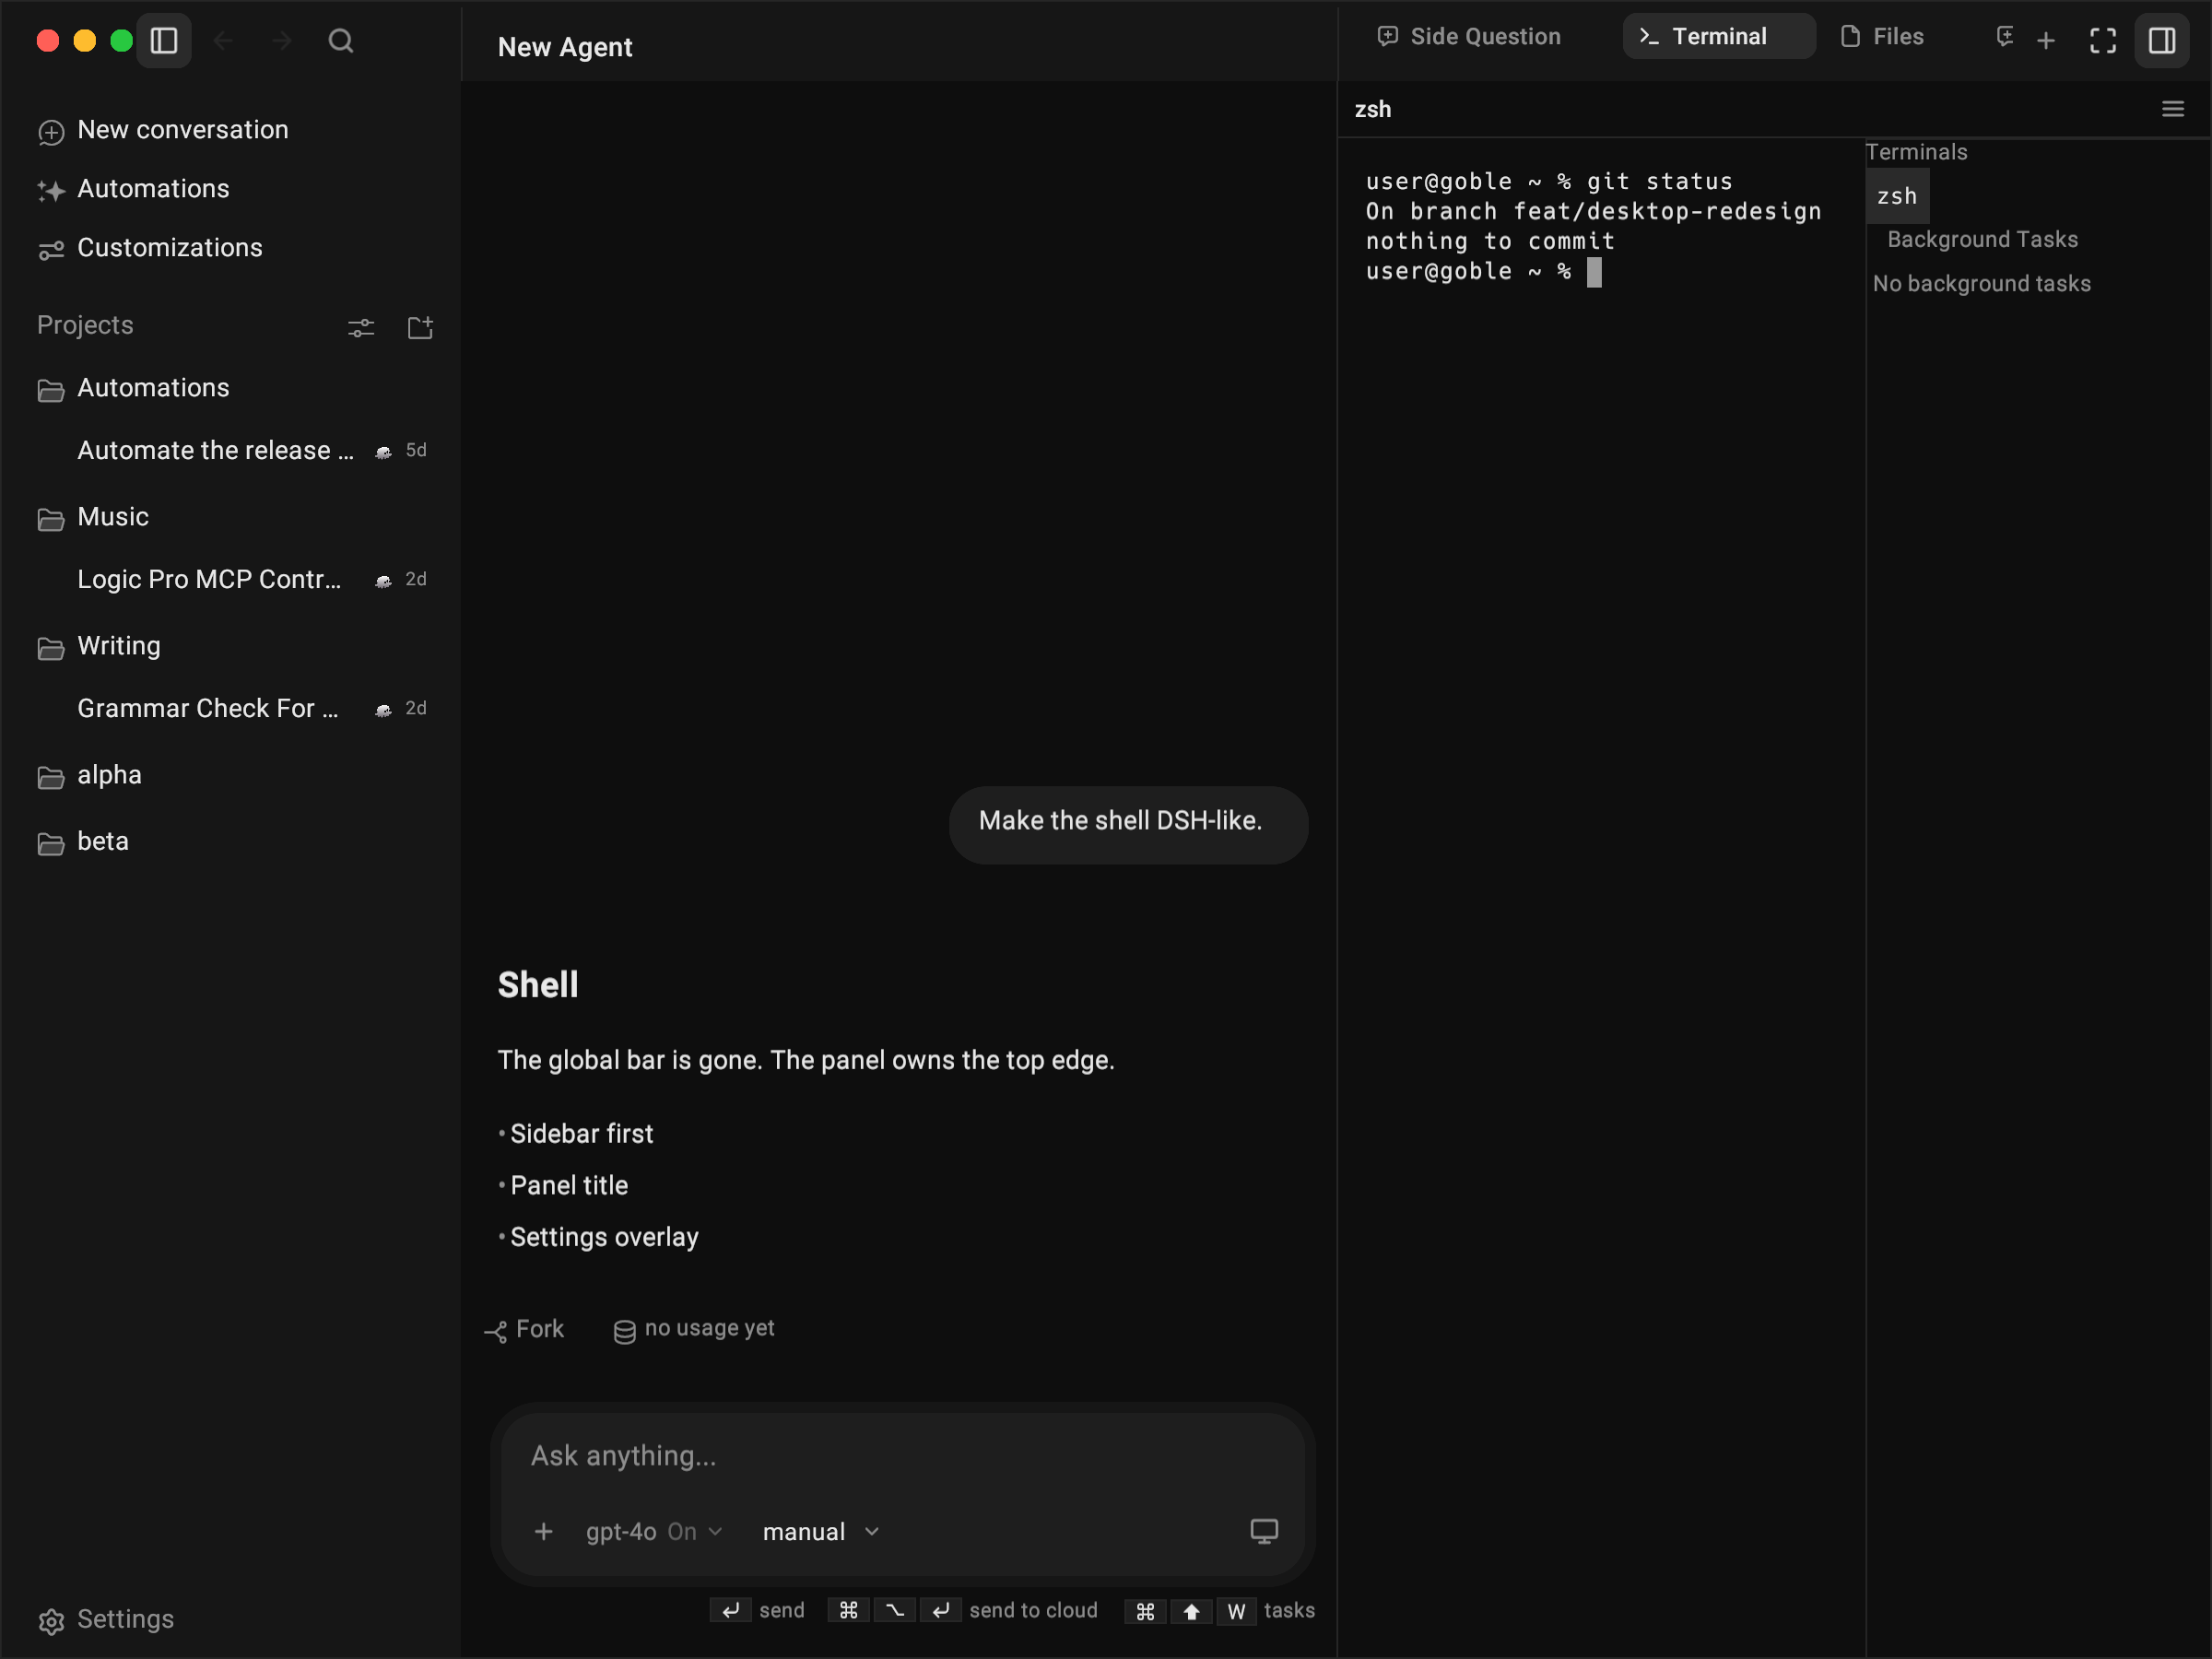 New Agent
Side Question
Terminal
Files
New conversation
Automations
Customizations
Projects
Automations
Automate the release ...
5d
Music
Logic Pro MCP Contr...
2d
Writing
Grammar Check For ...
2d
alpha
beta
Settings
Make the shell DSH-like.
Shell
The global bar is gone. The panel owns the top edge.
• Sidebar first
• Panel title
• Settings overlay
Fork
no usage yet
Ask anything...
gpt-4o On
manual
↵ send ⌘ ⌥ ↵ send to cloud ⌘ ⬆ W tasks
zsh
user@goble ~ % git status
On branch feat/desktop-redesign
nothing to commit
user@goble ~ %
Terminals
zsh
Background Tasks
No background tasks